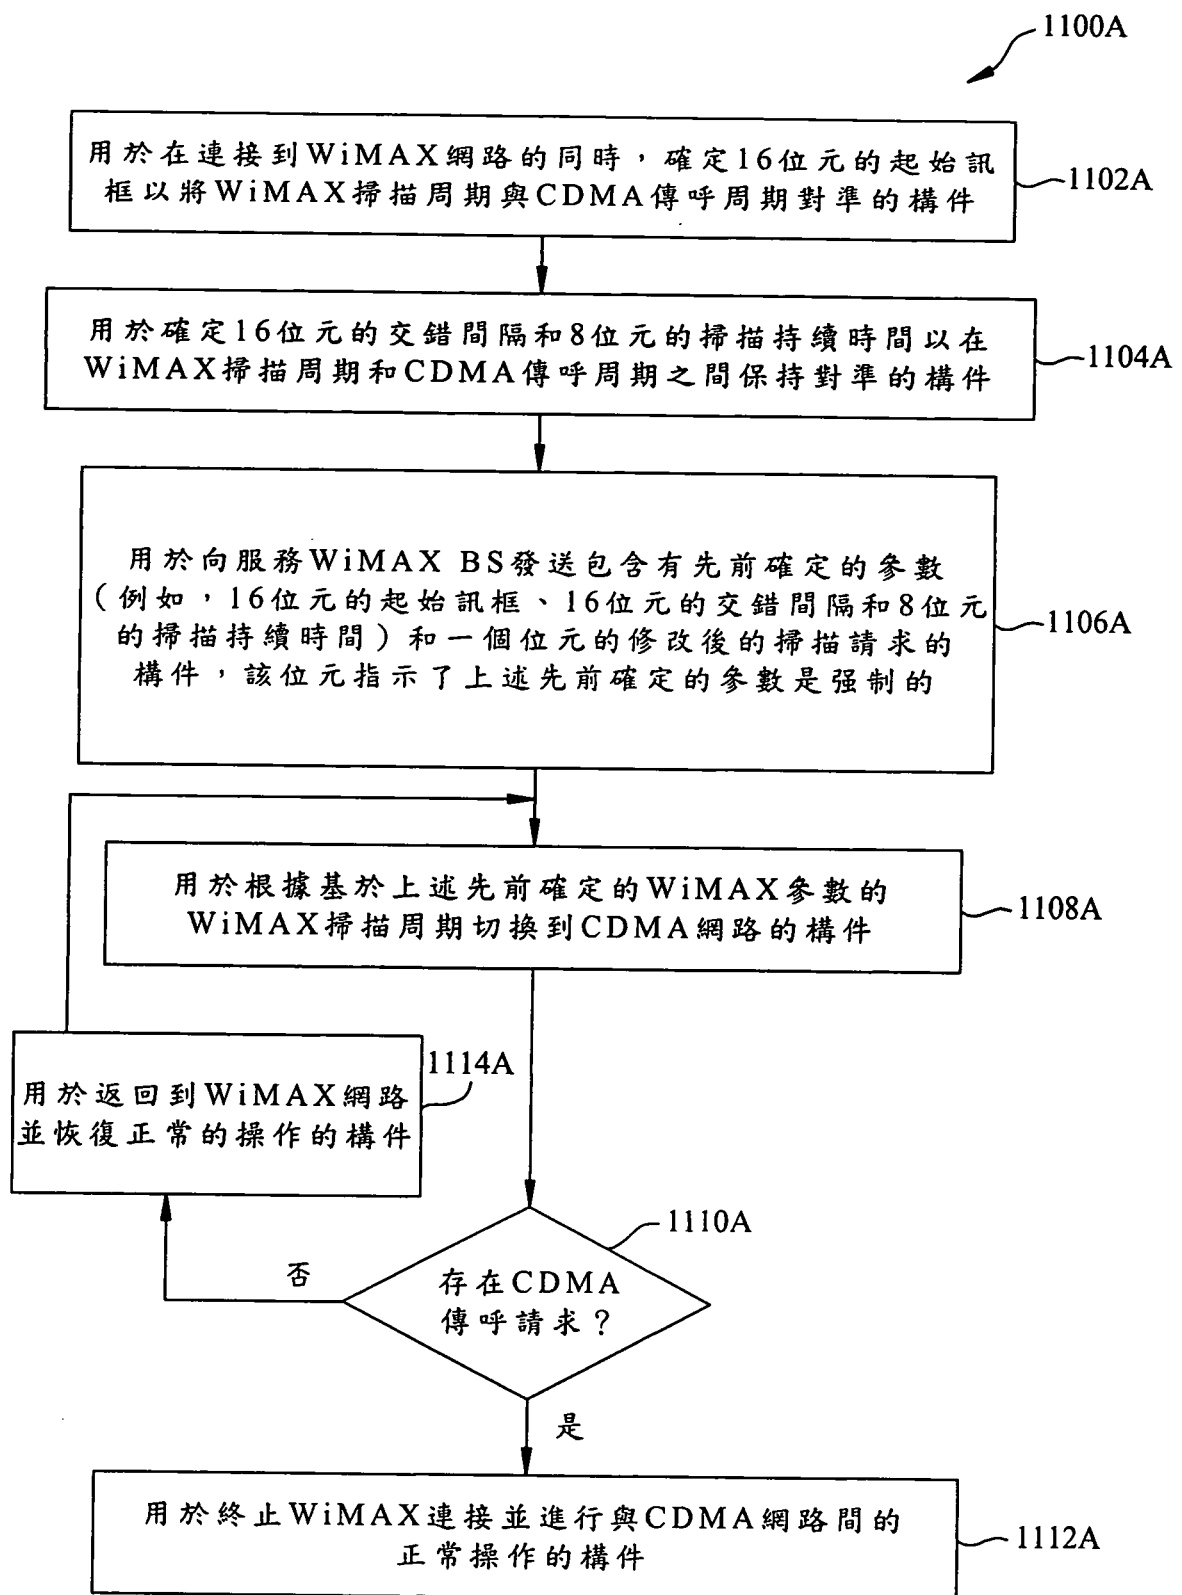 1100A
用於在連接到WiMAX網路的同時，確定16位元的起始訊
框以將WiMAX掃描周期與CDMA傳呼周期對準的構件
1102A
用於確定16位元的交錯間隔和8位元的掃描持續時間以在
WiMAX掃描周期和CDMA傳呼周期之間保持對準的構件
1104A
用於向服務WiMAX BS發送包含有先前確定的參數
（例如，16位元的起始訊框、16位元的交錯間隔和8位元
的掃描持續時間）和一個位元的修改後的掃描請求的
構件，該位元指示了上述先前確定的參數是强制的
1106A
用於根據基於上述先前確定的WiMAX參數的
WiMAX掃描周期切換到CDMA網路的構件
1108A
1114A
用於返回到WiMAX網路
並恢復正常的操作的構件
1110A
否
存在CDMA
傳呼請求？
是
用於終止WiMAX連接並進行與CDMA網路間的
正常操作的構件
1112A